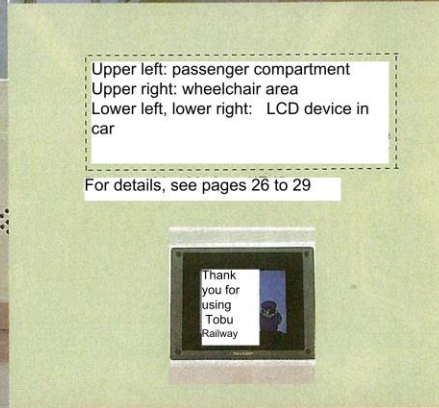 Upper left: passenger compartment
Upper right: wheelchair area
Lower left, lower right: LCD device in
car
For details, see pages 26 to 29
Thank
you for
using
Tobu
Railway